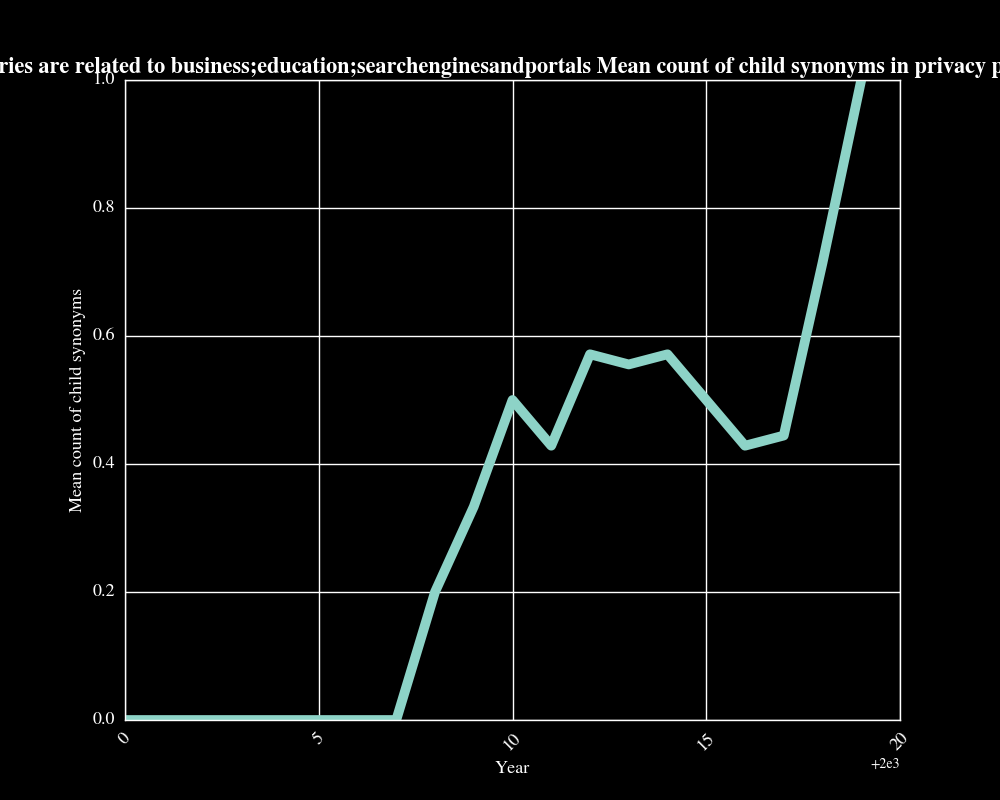 ries are related to business;education;searchenginesandportals Mean count of child synonyms in privacy p
1.0
0.8
0.6
0.4
0.2
0.0
Mean count of child synonyms
0 5 10 15 20
Year
+2e3